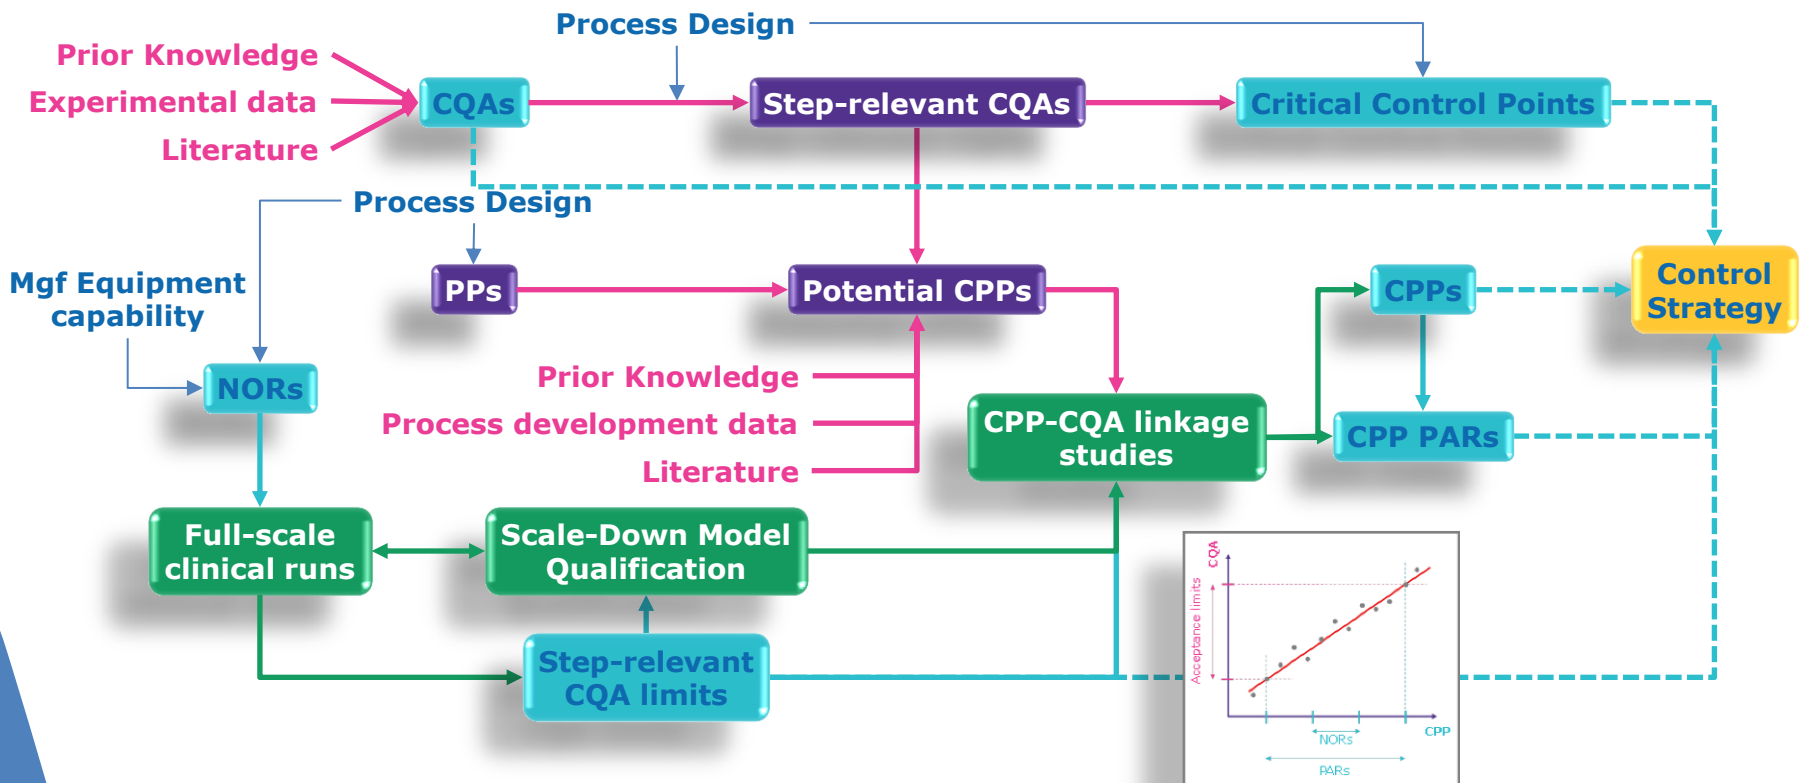 Process Design
Prior Knowledge
Experimental data
Literature
CQAs
Step-relevant CQAs
Critical Control Points
Process Design
Mgf Equipment
capability
PPs
Potential CPPs
CPPs
Control
Strategy
NORs
Prior Knowledge
Process development data
Literature
CPP-CQA linkage
studies
CPP PARs
Full-scale
clinical runs
Scale-Down Model
Qualification
Step-relevant
CQA limits
CQA
Acceptance limits
CPP
NORs
PARs